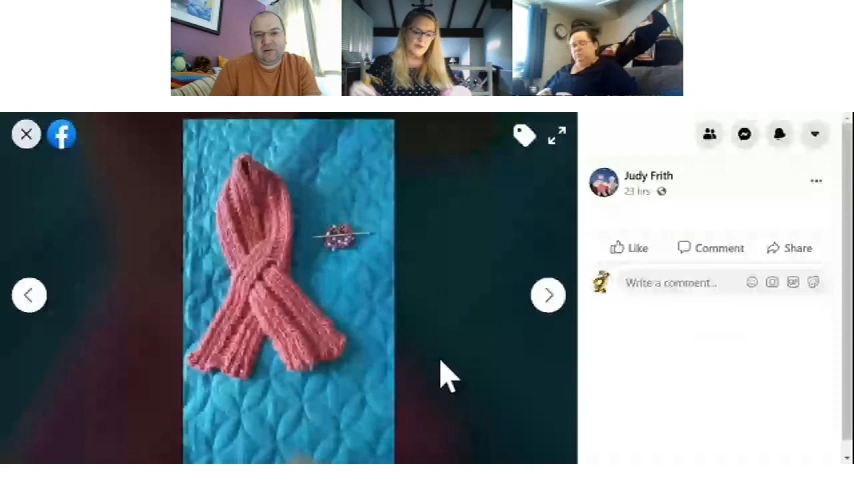 Judy Frith
23 hrs
Like Comment Share
Write a comment...